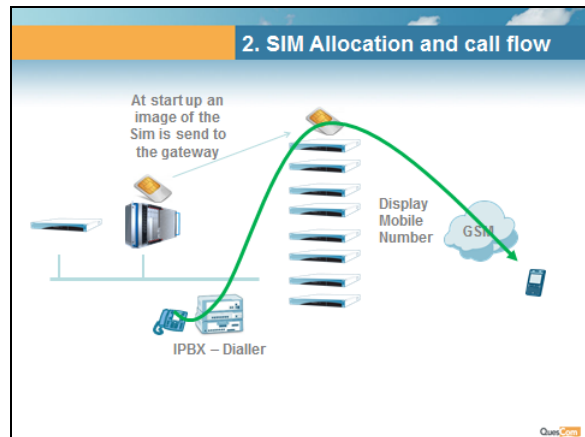 2. SIM Allocation and call flow
At start up an
image of the
Sim is send to
the gateway
Display
Mobile
Number
GSM
IPBX – Dialler
QuesCom